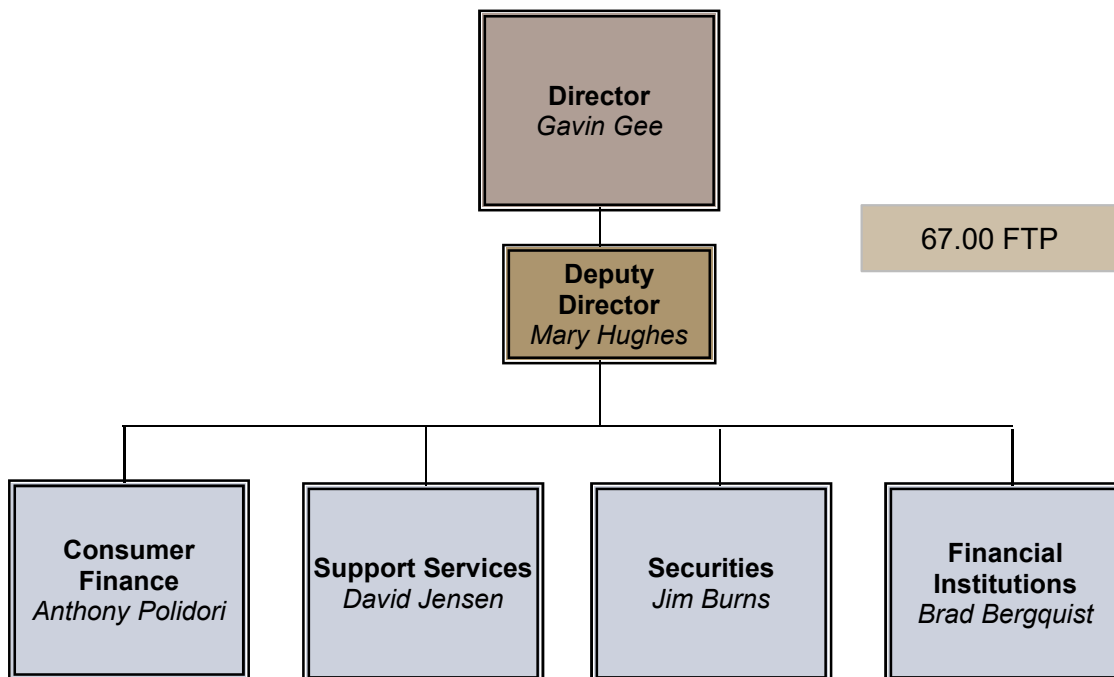 Director
Gavin Gee
67.00 FTP
Deputy
Director
Mary Hughes
Consumer
Finance
Anthony Polidori
Support Services
David Jensen
Securities
Jim Burns
Financial
Institutions
Brad Bergquist